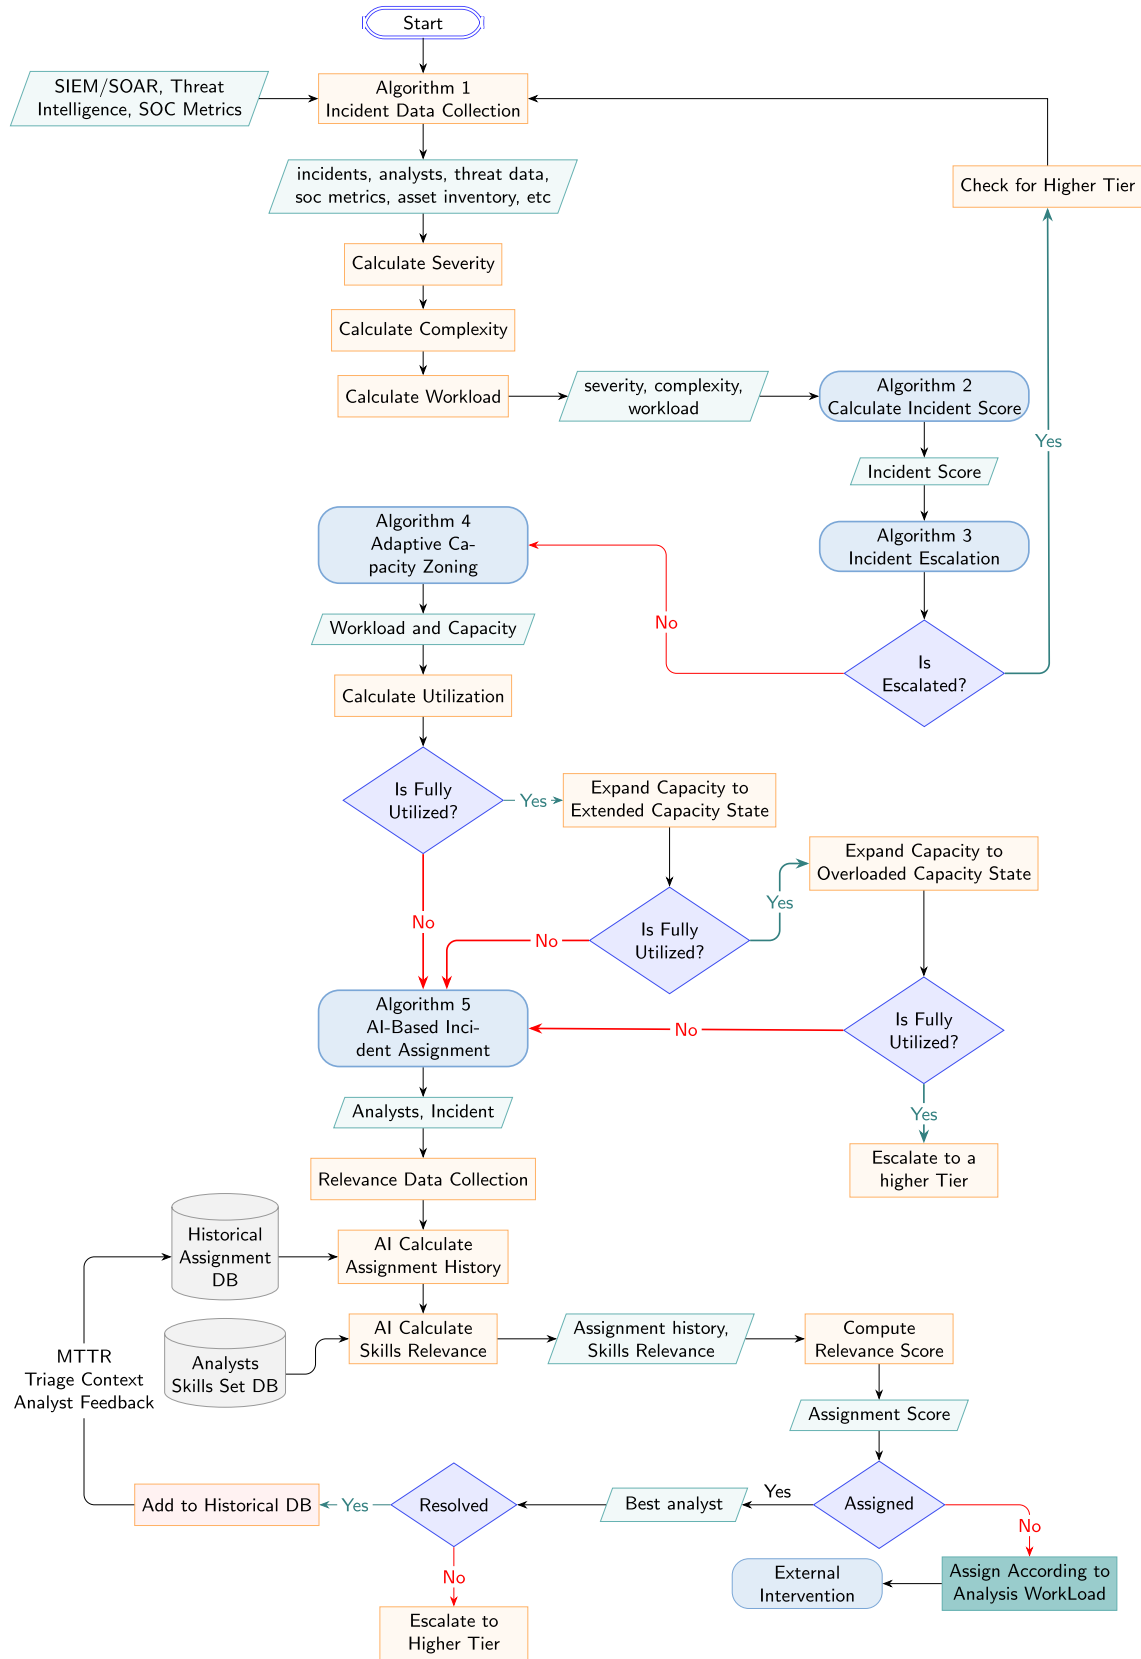 Start
SIEM/SOAR, Threat
Intelligence, SOC Metrics
Algorithm 1
Incident Data Collection
incidents, analysts, threat data,
soc metrics, asset inventory, etc
Check for Higher Tier
Calculate Severity
Calculate Complexity
Calculate Workload
severity, complexity,
workload
Algorithm 2
Calculate Incident Score
Yes
Incident Score
Algorithm 4
Adaptive Ca-
pacity Zoning
Algorithm 3
Incident Escalation
No
Workload and Capacity
Is
Escalated?
Calculate Utilization
Is Fully
Utilized?
Yes
Expand Capacity to
Extended Capacity State
Expand Capacity to
Overloaded Capacity State
Yes
No
No
Is Fully
Utilized?
Algorithm 5
AI-Based Inci-
dent Assignment
No
Is Fully
Utilized?
Yes
Analysts, Incident
Escalate to a
higher Tier
Relevance Data Collection
Historical
Assignment
DB
AI Calculate
Assignment History
Analysts
Skills Set DB
AI Calculate
Skills Relevance
Assignment history,
Skills Relevance
Compute
Relevance Score
MTTR
Triage Context
Analyst Feedback
Assignment Score
Add to Historical DB
Yes
Resolved
Best analyst
Yes
Assigned
No
No
External
Intervention
Assign According to
Analysis WorkLoad
Escalate to
Higher Tier